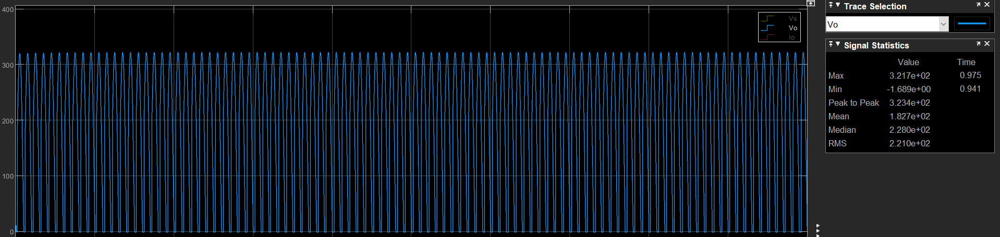 400
300
200
100
0
Vs
Vo
Io
Trace Selection
Vo
Signal Statistics
Value Time
Max 3.217e+02 0.975
Min -1.689e+00 0.941
Peak to Peak 3.234e+02
Mean 1.827e+02
Median 2.280e+02
RMS 2.210e+02